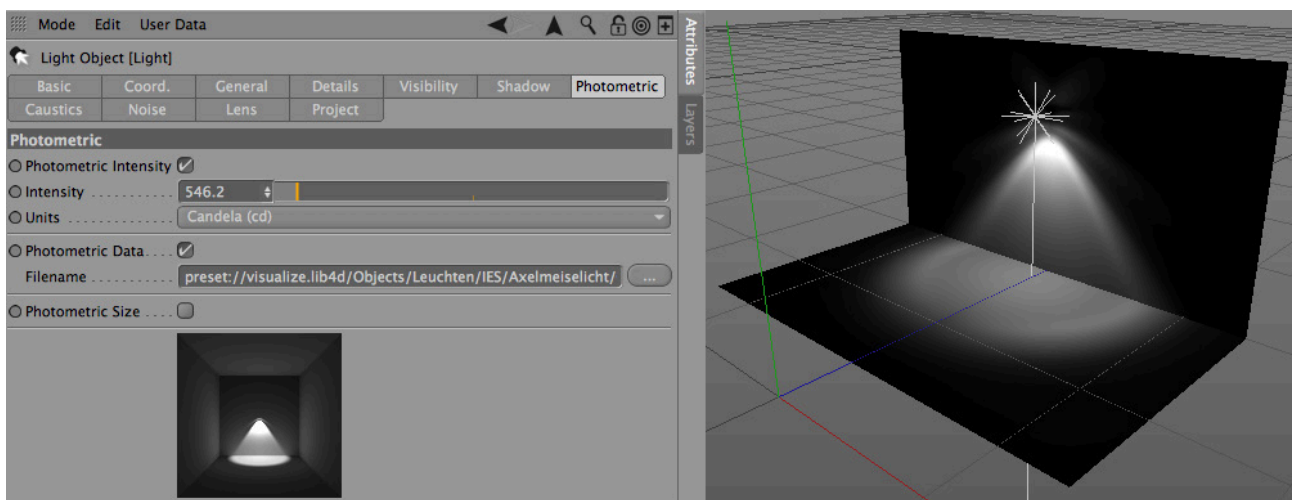 Mode Edit User Data
Light Object [Light]
Basic Coord. General Details Visibility Shadow Photometric
Caustics Noise Lens Project
Photometric
Photometric Intensity
Intensity .......... 546.2
Units ............. Candela (cd)
Photometric Data ....
Filename ........... preset://visualize.lib4d/Objects/Leuchten/IES/Axelmeiselicht/ ...
Photometric Size ....
Attributes
Layers